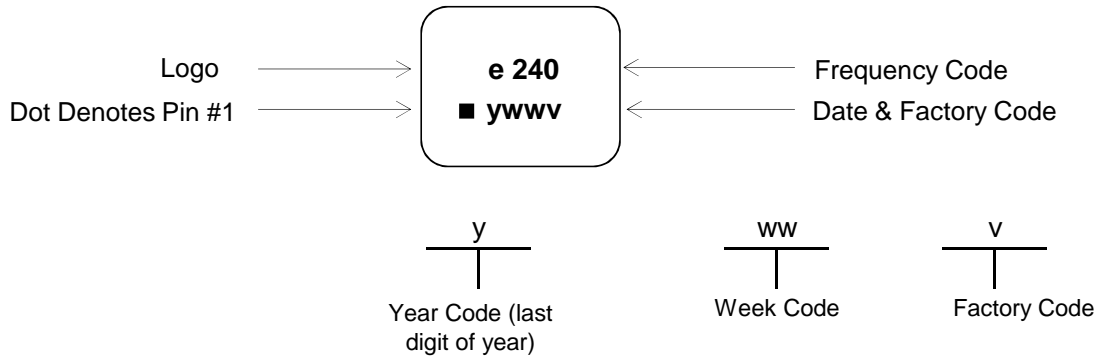 Logo
e 240
Frequency Code
Dot Denotes Pin #1
■ ywwv
Date & Factory Code
y
ww
v
Year Code (last
digit of year)
Week Code
Factory Code